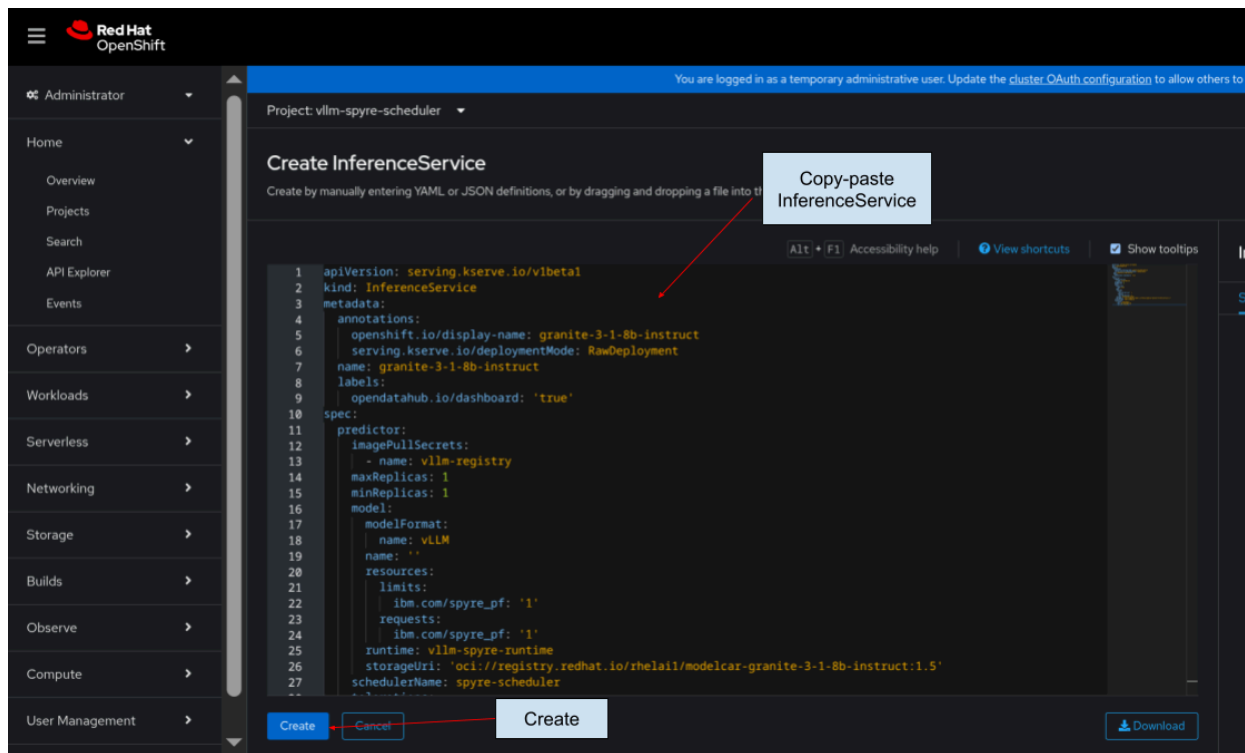 Red Hat
OpenShift
You are logged in as a temporary administrative user. Update the cluster OAuth configuration to allow others to
Administrator
Home
Overview
Projects
Search
API Explorer
Events
Operators
Workloads
Serverless
Networking
Storage
Builds
Observe
Compute
User Management
Project: vllm-spyre-scheduler
Create InferenceService
Create by manually entering YAML or JSON definitions, or by dragging and dropping a file into th
Copy-paste
InferenceService
Alt + F1 Accessibility help
View shortcuts
Show tooltips
1 apiVersion: serving.kserve.io/v1beta1
2 kind: InferenceService
3 metadata:
4 annotations:
5 openshift.io/display-name: granite-3-1-8b-instruct
6 serving.kserve.io/deploymentMode: RawDeployment
7 name: granite-3-1-8b-instruct
8 labels:
9 opendatahub.io/dashboard: 'true'
10 spec:
11 predictor:
12 imagePullSecrets:
13 - name: vllm-registry
14 maxReplicas: 1
15 minReplicas: 1
16 model:
17 modelFormat:
18 name: vLLM
19 name: ''
20 resources:
21 limits:
22 ibm.com/spyre_pf: '1'
23 requests:
24 ibm.com/spyre_pf: '1'
25 runtime: vllm-spyre-runtime
26 storageUri: 'oci://registry.redhat.io/rhelai1/modelcar-granite-3-1-8b-instruct:1.5'
27 schedulerName: spyre-scheduler
Create
Cancel
Create
Download